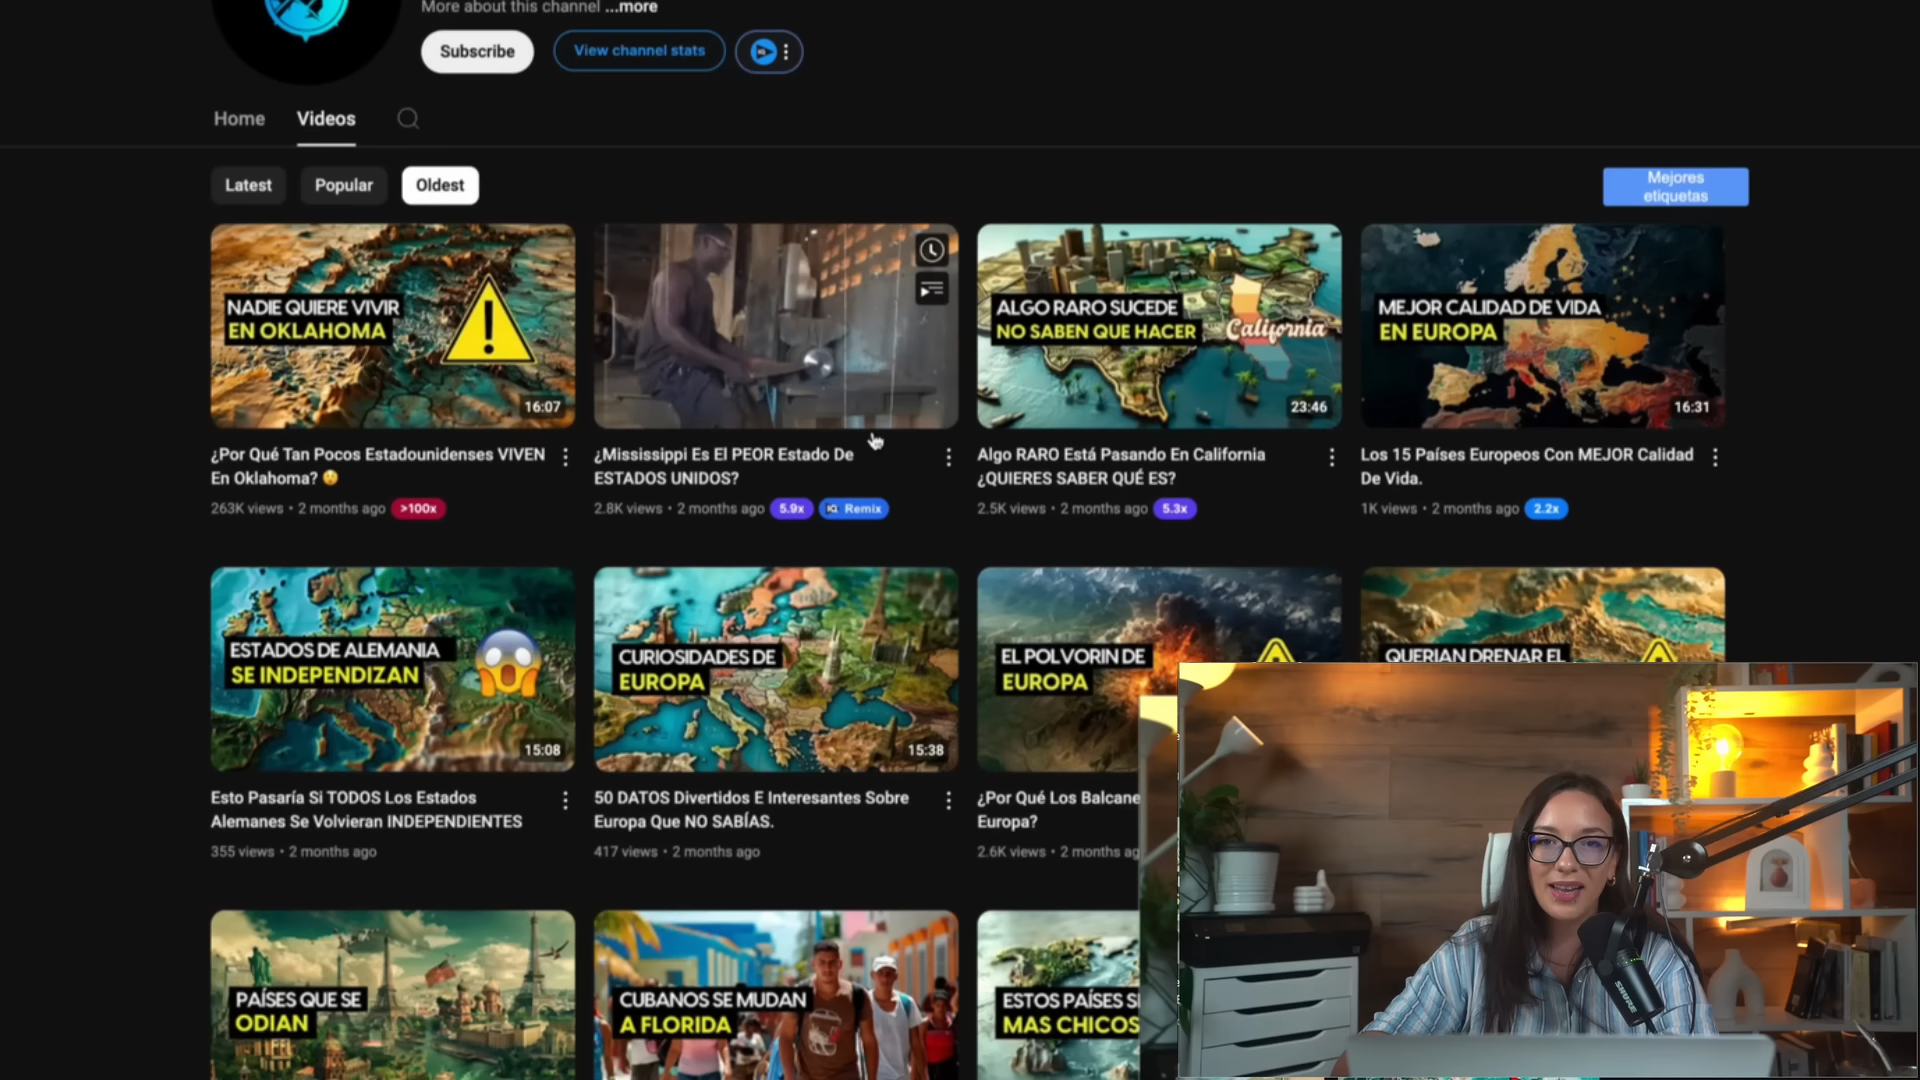 More about this channel ...more
Subscribe
View channel stats
Home
Videos
Latest
Popular
Oldest
Mejores
etiquetas
NADIE QUIERE VIVIR
EN OKLAHOMA
16:07
ALGO RARO SUCEDE
NO SABEN QUE HACER
California
23:46
MEJOR CALIDAD DE VIDA
EN EUROPA
16:31
¿Por Qué Tan Pocos Estadounidenses VIVEN
En Oklahoma? 😲
263K views • 2 months ago >100x
¿Mississippi Es El PEOR Estado De
ESTADOS UNIDOS?
2.8K views • 2 months ago 5.9x Remix
Algo RARO Está Pasando En California
¿QUIERES SABER QUÉ ES?
2.5K views • 2 months ago 5.3x
Los 15 Países Europeos Con MEJOR Calidad
De Vida.
1K views • 2 months ago 2.2x
ESTADOS DE ALEMANIA
SE INDEPENDIZAN
15:08
CURIOSIDADES DE
EUROPA
15:38
EL POLVORIN DE
EUROPA
QUERIAN DRENAR EL
Esto Pasaría Si TODOS Los Estados
Alemanes Se Volvieran INDEPENDIENTES
355 views • 2 months ago
50 DATOS Divertidos E Interesantes Sobre
Europa Que NO SABÍAS.
417 views • 2 months ago
¿Por Qué Los Balcane
Europa?
2.6K views • 2 months ag
PAÍSES QUE SE
ODIAN
CUBANOS SE MUDAN
A FLORIDA
ESTOS PAÍSES S
MAS CHICOS
SHURE